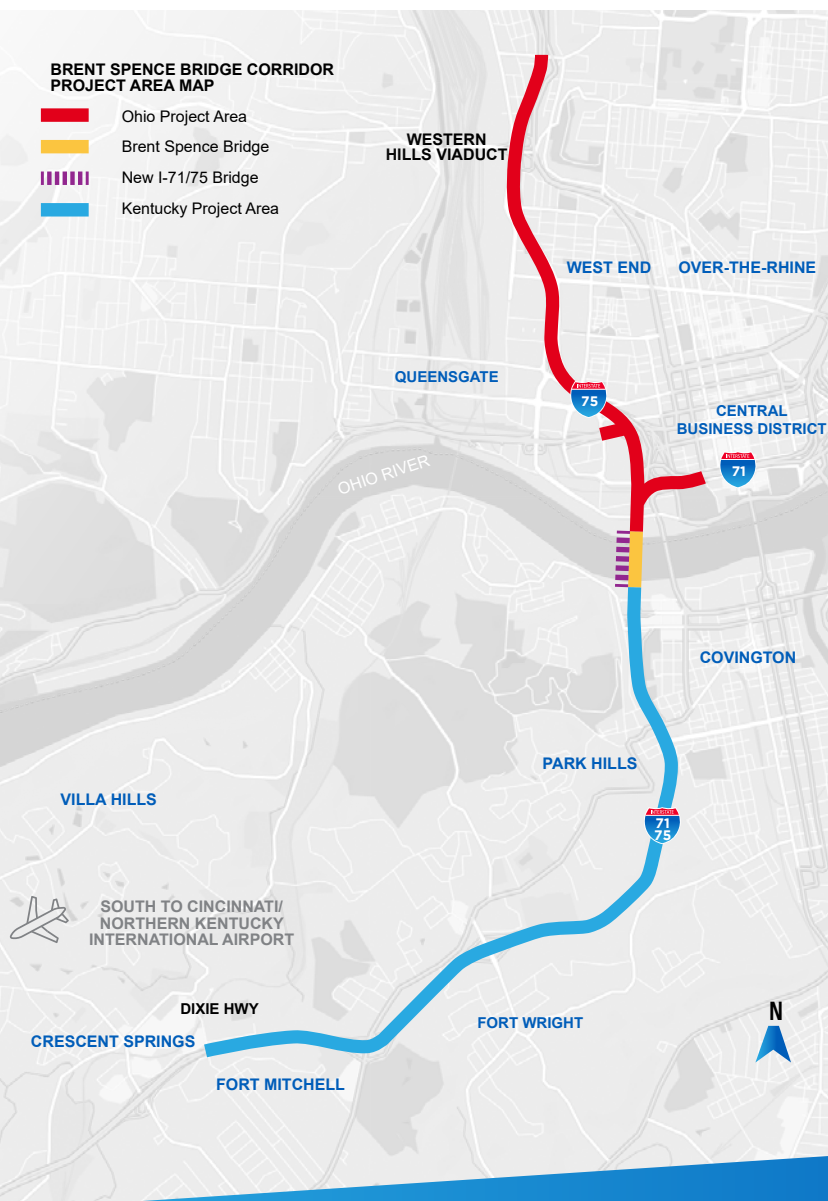 BRENT SPENCE BRIDGE CORRIDOR
PROJECT AREA MAP
Ohio Project Area
Brent Spence Bridge
New I-71/75 Bridge
Kentucky Project Area
WESTERN
HILLS VIADUCT
WEST END
OVER-THE-RHINE
QUEENSGATE
INTERSTATE
75
CENTRAL
BUSINESS DISTRICT
INTERSTATE
71
OHIO RIVER
COVINGTON
PARK HILLS
VILLA HILLS
INTERSTATE
71
75
SOUTH TO CINCINNATI/
NORTHERN KENTUCKY
INTERNATIONAL AIRPORT
DIXIE HWY
N
FORT WRIGHT
CRESCENT SPRINGS
FORT MITCHELL